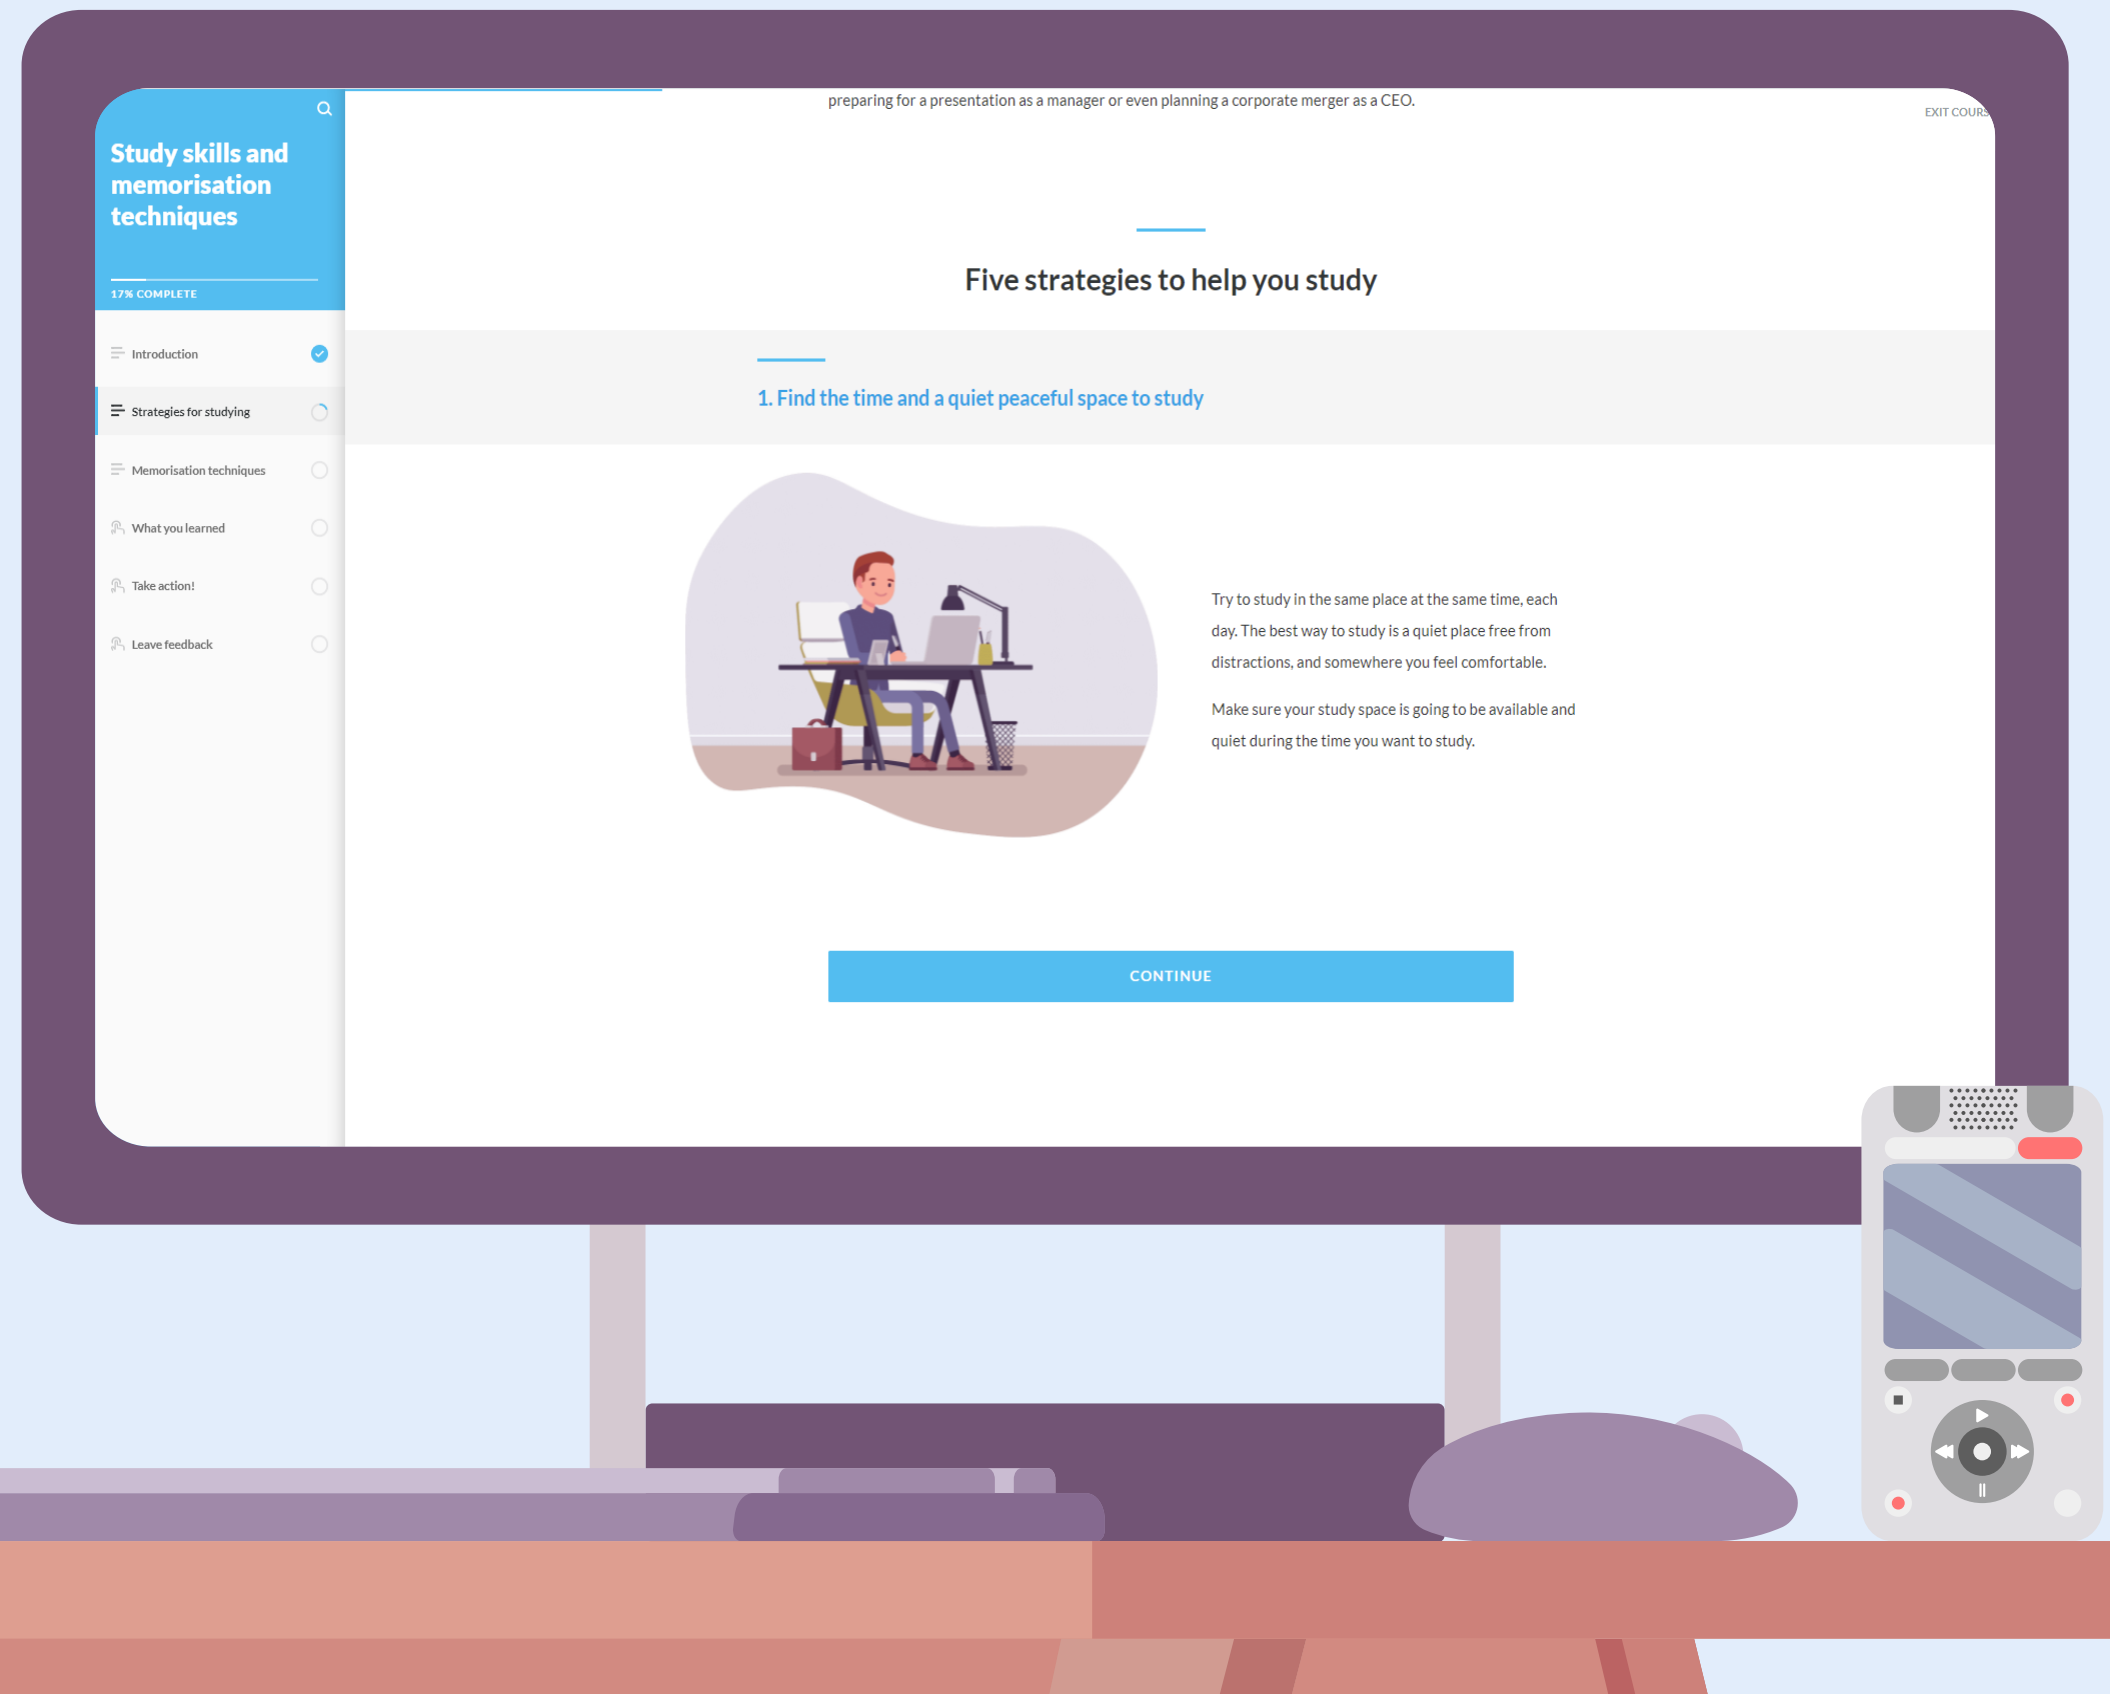 Study skills and
memorisation
techniques
17% COMPLETE
Introduction
Strategies for studying
Memorisation techniques
What you learned
Take action!
Leave feedback
preparing for a presentation as a manager or even planning a corporate merger as a CEO.
EXIT COURS
Five strategies to help you study
1. Find the time and a quiet peaceful space to study
Try to study in the same place at the same time, each
day. The best way to study is a quiet place free from
distractions, and somewhere you feel comfortable.
Make sure your study space is going to be available and
quiet during the time you want to study.
CONTINUE